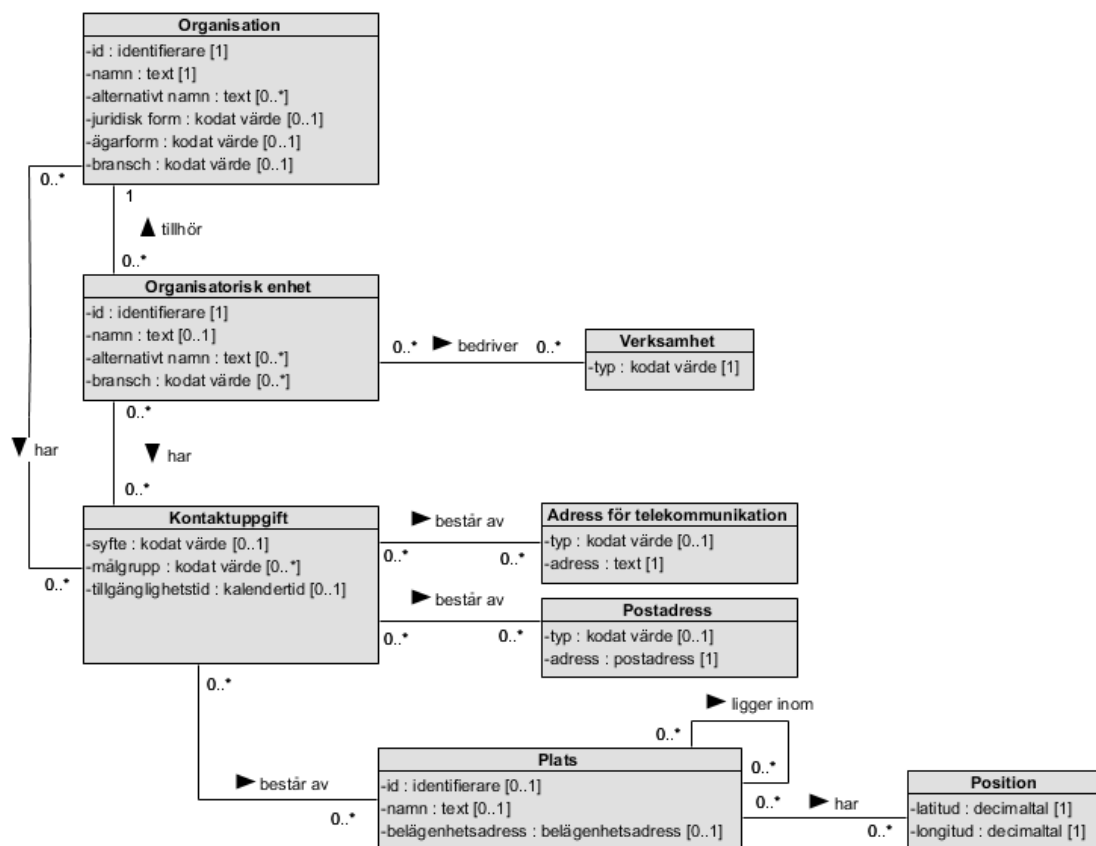 Organisation
-id : identifierare [1]
-namn : text [1]
-alternativt namn : text [0..*]
-juridisk form : kodat värde [0..1]
-ägarform : kodat värde [0..1]
-bransch : kodat värde [0..1]
0..*
1
tillhör
0..*
Organisatorisk enhet
-id : identifierare [1]
-namn : text [0..1]
-alternativt namn : text [0..*]
-bransch : kodat värde [0..*]
0..*
bedriver
0..*
Verksamhet
-typ : kodat värde [1]
0..*
har
har
0..*
Kontaktuppgift
-syfte : kodat värde [0..1]
-målgrupp : kodat värde [0..*]
-tillgänglighetstid : kalendertid [0..1]
0..*
består av
0..*
0..*
Adress för telekommunikation
-typ : kodat värde [0..1]
-adress : text [1]
består av
0..*
0..*
Postadress
-typ : kodat värde [0..1]
-adress : postadress [1]
0..*
består av
0..*
ligger inom
0..*
0..*
Plats
-id : identifierare [0..1]
-namn : text [0..1]
-belägenhetsadress : belägenhetsadress [0..1]
0..*
har
0..*
Position
-latitud : decimaltal [1]
-longitud : decimaltal [1]